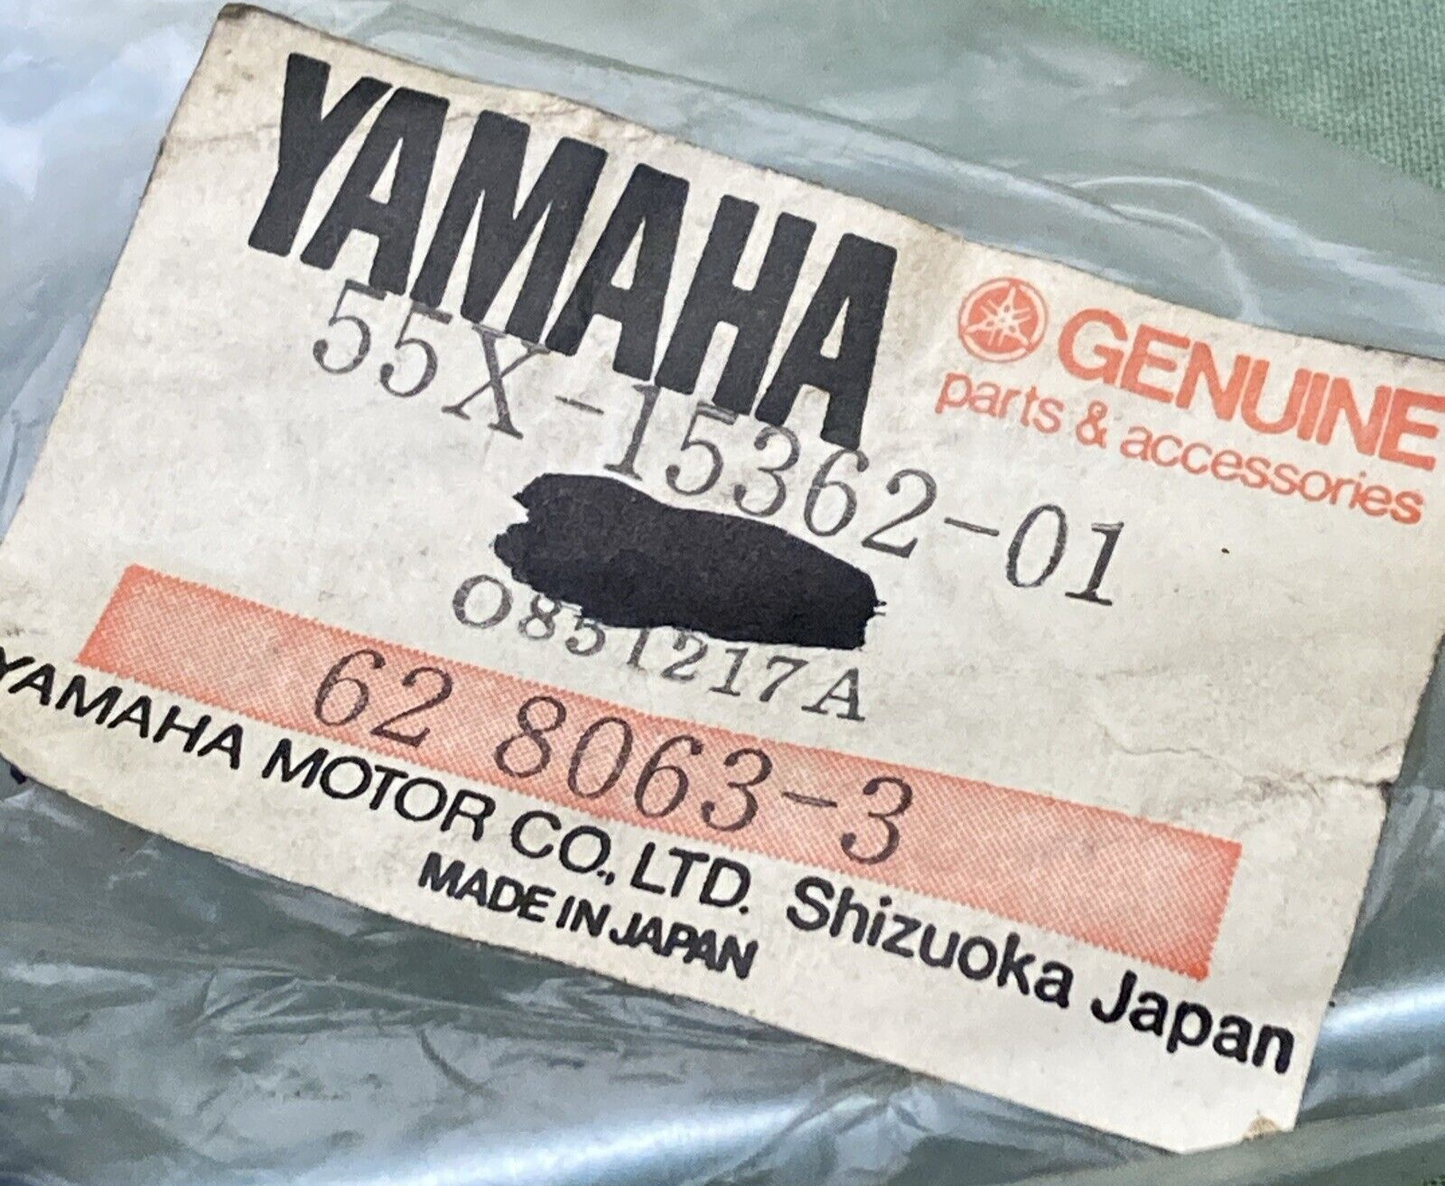 YAMAHA
GENUINE
parts & accessories
55X-15362-01
0851217A
62 8063-3
YAMAHA MOTOR CO., LTD. Shizuoka Japan
MADE IN JAPAN